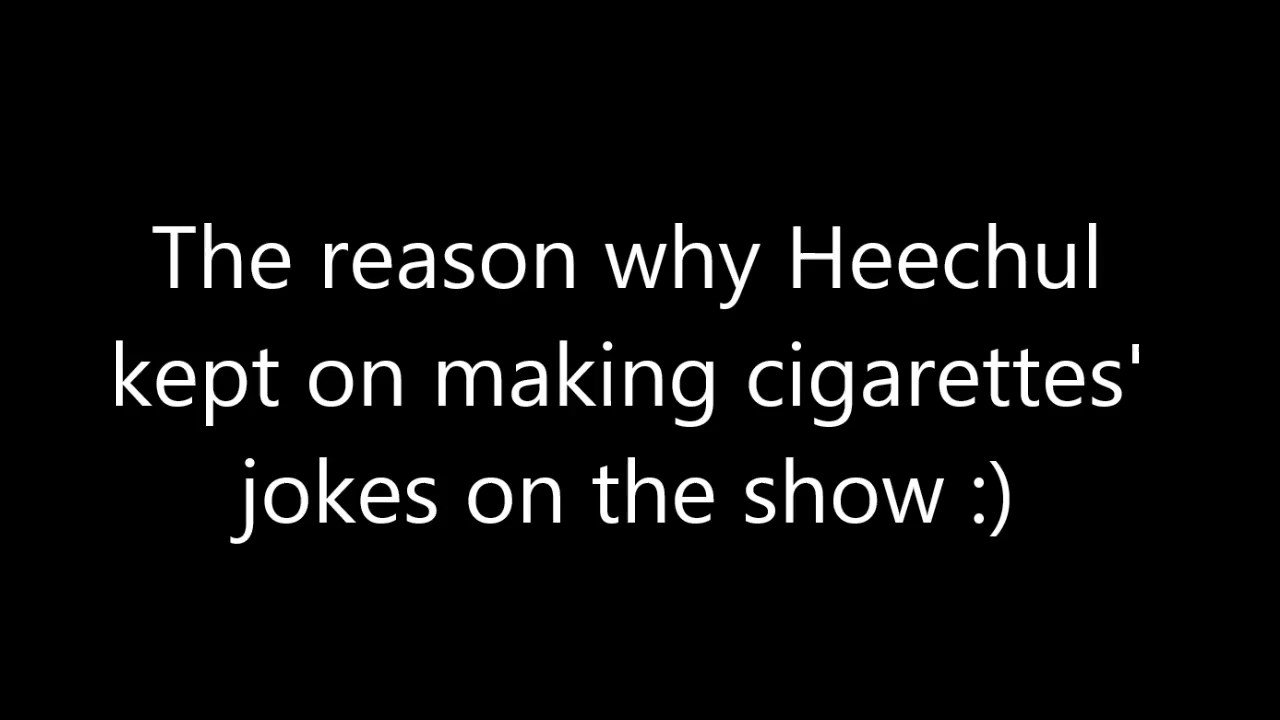 The reason why Heechul
kept on making cigarettes'
jokes on the show :)